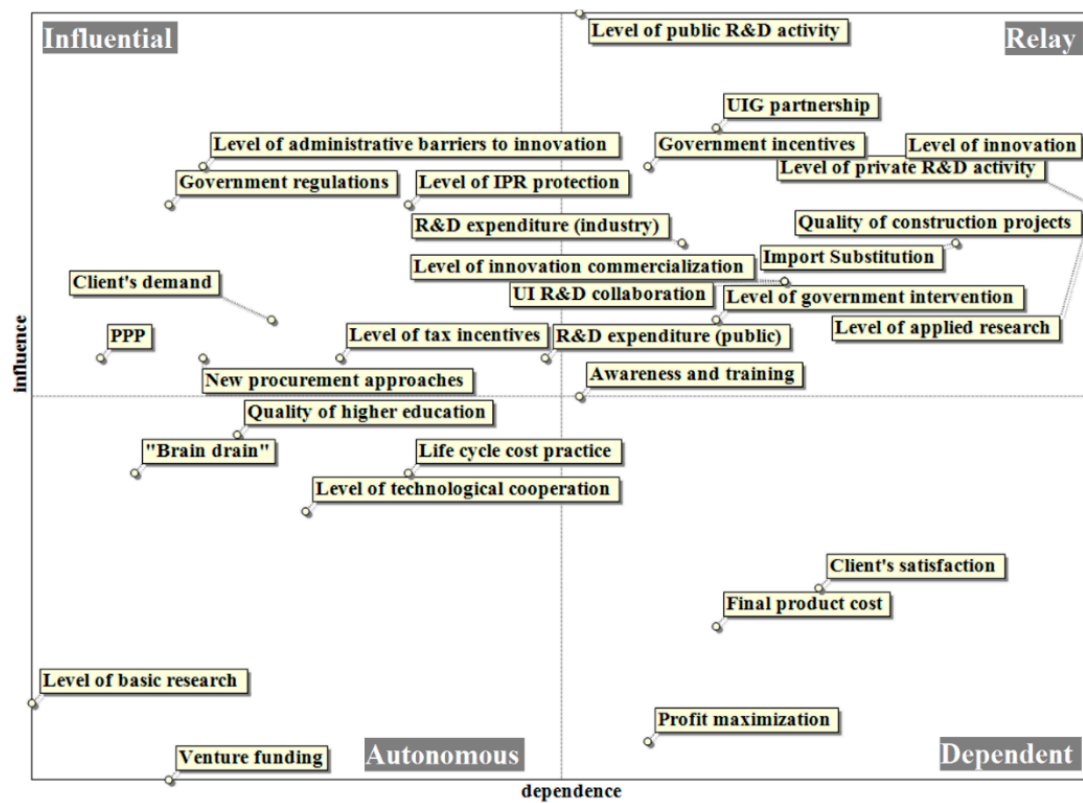 Influential
Level of public R&D activity
Relay
UIG partnership
Level of administrative barriers to innovation
Government incentives
Level of innovation
Level of private R&D activity
Government regulations
Level of IPR protection
R&D expenditure (industry)
Quality of construction projects
Import Substitution
Level of innovation commercialization
Client's demand
UI R&D collaboration
Level of government intervention
PPP
Level of tax incentives
R&D expenditure (public)
Level of applied research
influence
New procurement approaches
Awareness and training
Quality of higher education
"Brain drain"
Life cycle cost practice
Level of technological cooperation
Client's satisfaction
Final product cost
Level of basic research
Profit maximization
Venture funding
Autonomous
Dependent
dependence